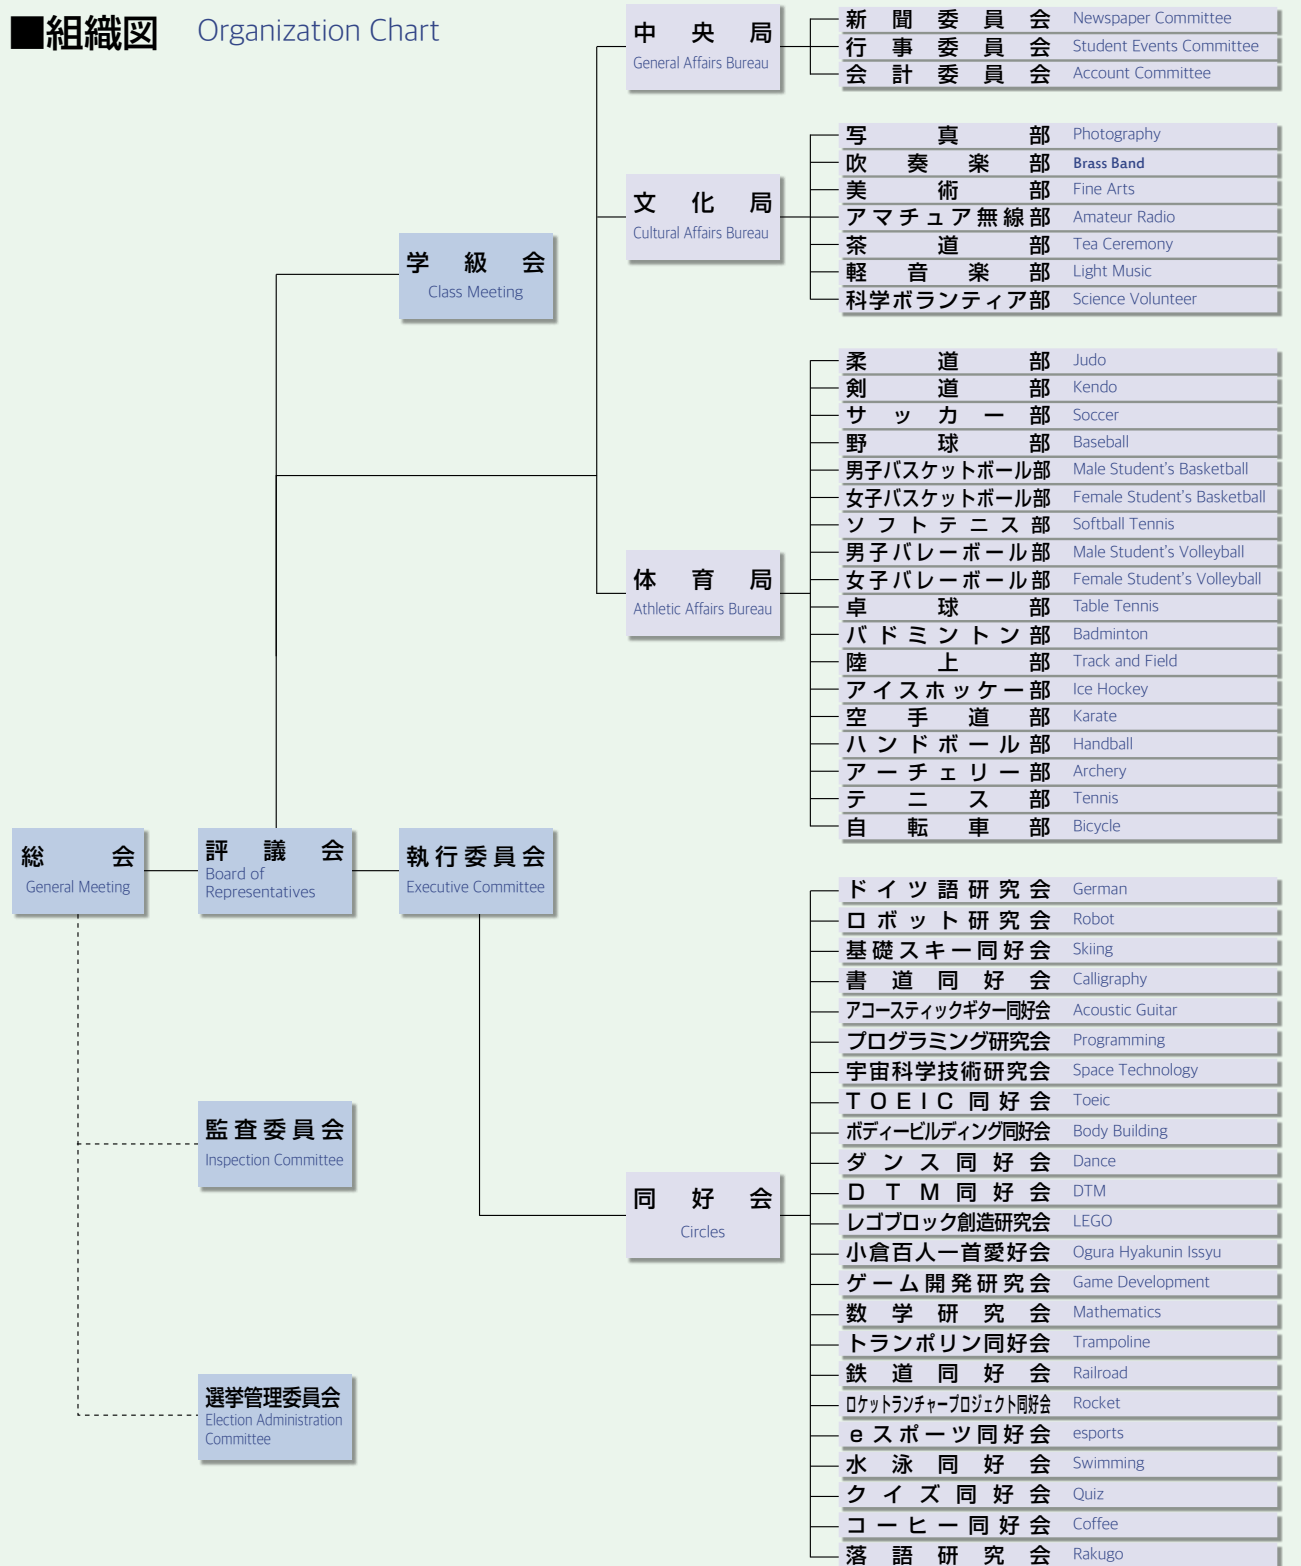 ■組織図 Organization Chart
中央局
General Affairs Bureau
新聞委員会 Newspaper Committee
行事委員会 Student Events Committee
会計委員会 Account Committee
文化局
Cultural Affairs Bureau
写真部 Photography
吹奏楽部 Brass Band
美術部 Fine Arts
アマチュア無線部 Amateur Radio
茶道部 Tea Ceremony
軽音楽部 Light Music
科学ボランティア部 Science Volunteer
学級会
Class Meeting
体育局
Athletic Affairs Bureau
柔道部 Judo
剣道部 Kendo
サッカー部 Soccer
野球部 Baseball
男子バスケットボール部 Male Student's Basketball
女子バスケットボール部 Female Student's Basketball
ソフトテニス部 Softball Tennis
男子バレーボール部 Male Student's Volleyball
女子バレーボール部 Female Student's Volleyball
卓球部 Table Tennis
バドミントン部 Badminton
陸上部 Track and Field
アイスホッケー部 Ice Hockey
空手道部 Karate
ハンドボール部 Handball
アーチェリー部 Archery
テニス部 Tennis
自転車部 Bicycle
総会
General Meeting
評議会
Board of
Representatives
執行委員会
Executive Committee
監査委員会
Inspection Committee
選挙管理委員会
Election Administration
Committee
同好会
Circles
ドイツ語研究会 German
ロボット研究会 Robot
基礎スキー同好会 Skiing
書道同好会 Calligraphy
アコースティックギター同好会 Acoustic Guitar
プログラミング研究会 Programming
宇宙科学技術研究会 Space Technology
TOEIC同好会 Toeic
ボディービルディング同好会 Body Building
ダンス同好会 Dance
DTM同好会 DTM
レゴブロック創造研究会 LEGO
小倉百人一首愛好会 Ogura Hyakunin Issyu
ゲーム開発研究会 Game Development
数学研究会 Mathematics
トランポリン同好会 Trampoline
鉄道同好会 Railroad
ロケットランチャープロジェクト同好会 Rocket
eスポーツ同好会 esports
水泳同好会 Swimming
クイズ同好会 Quiz
コーヒー同好会 Coffee
落語研究会 Rakugo